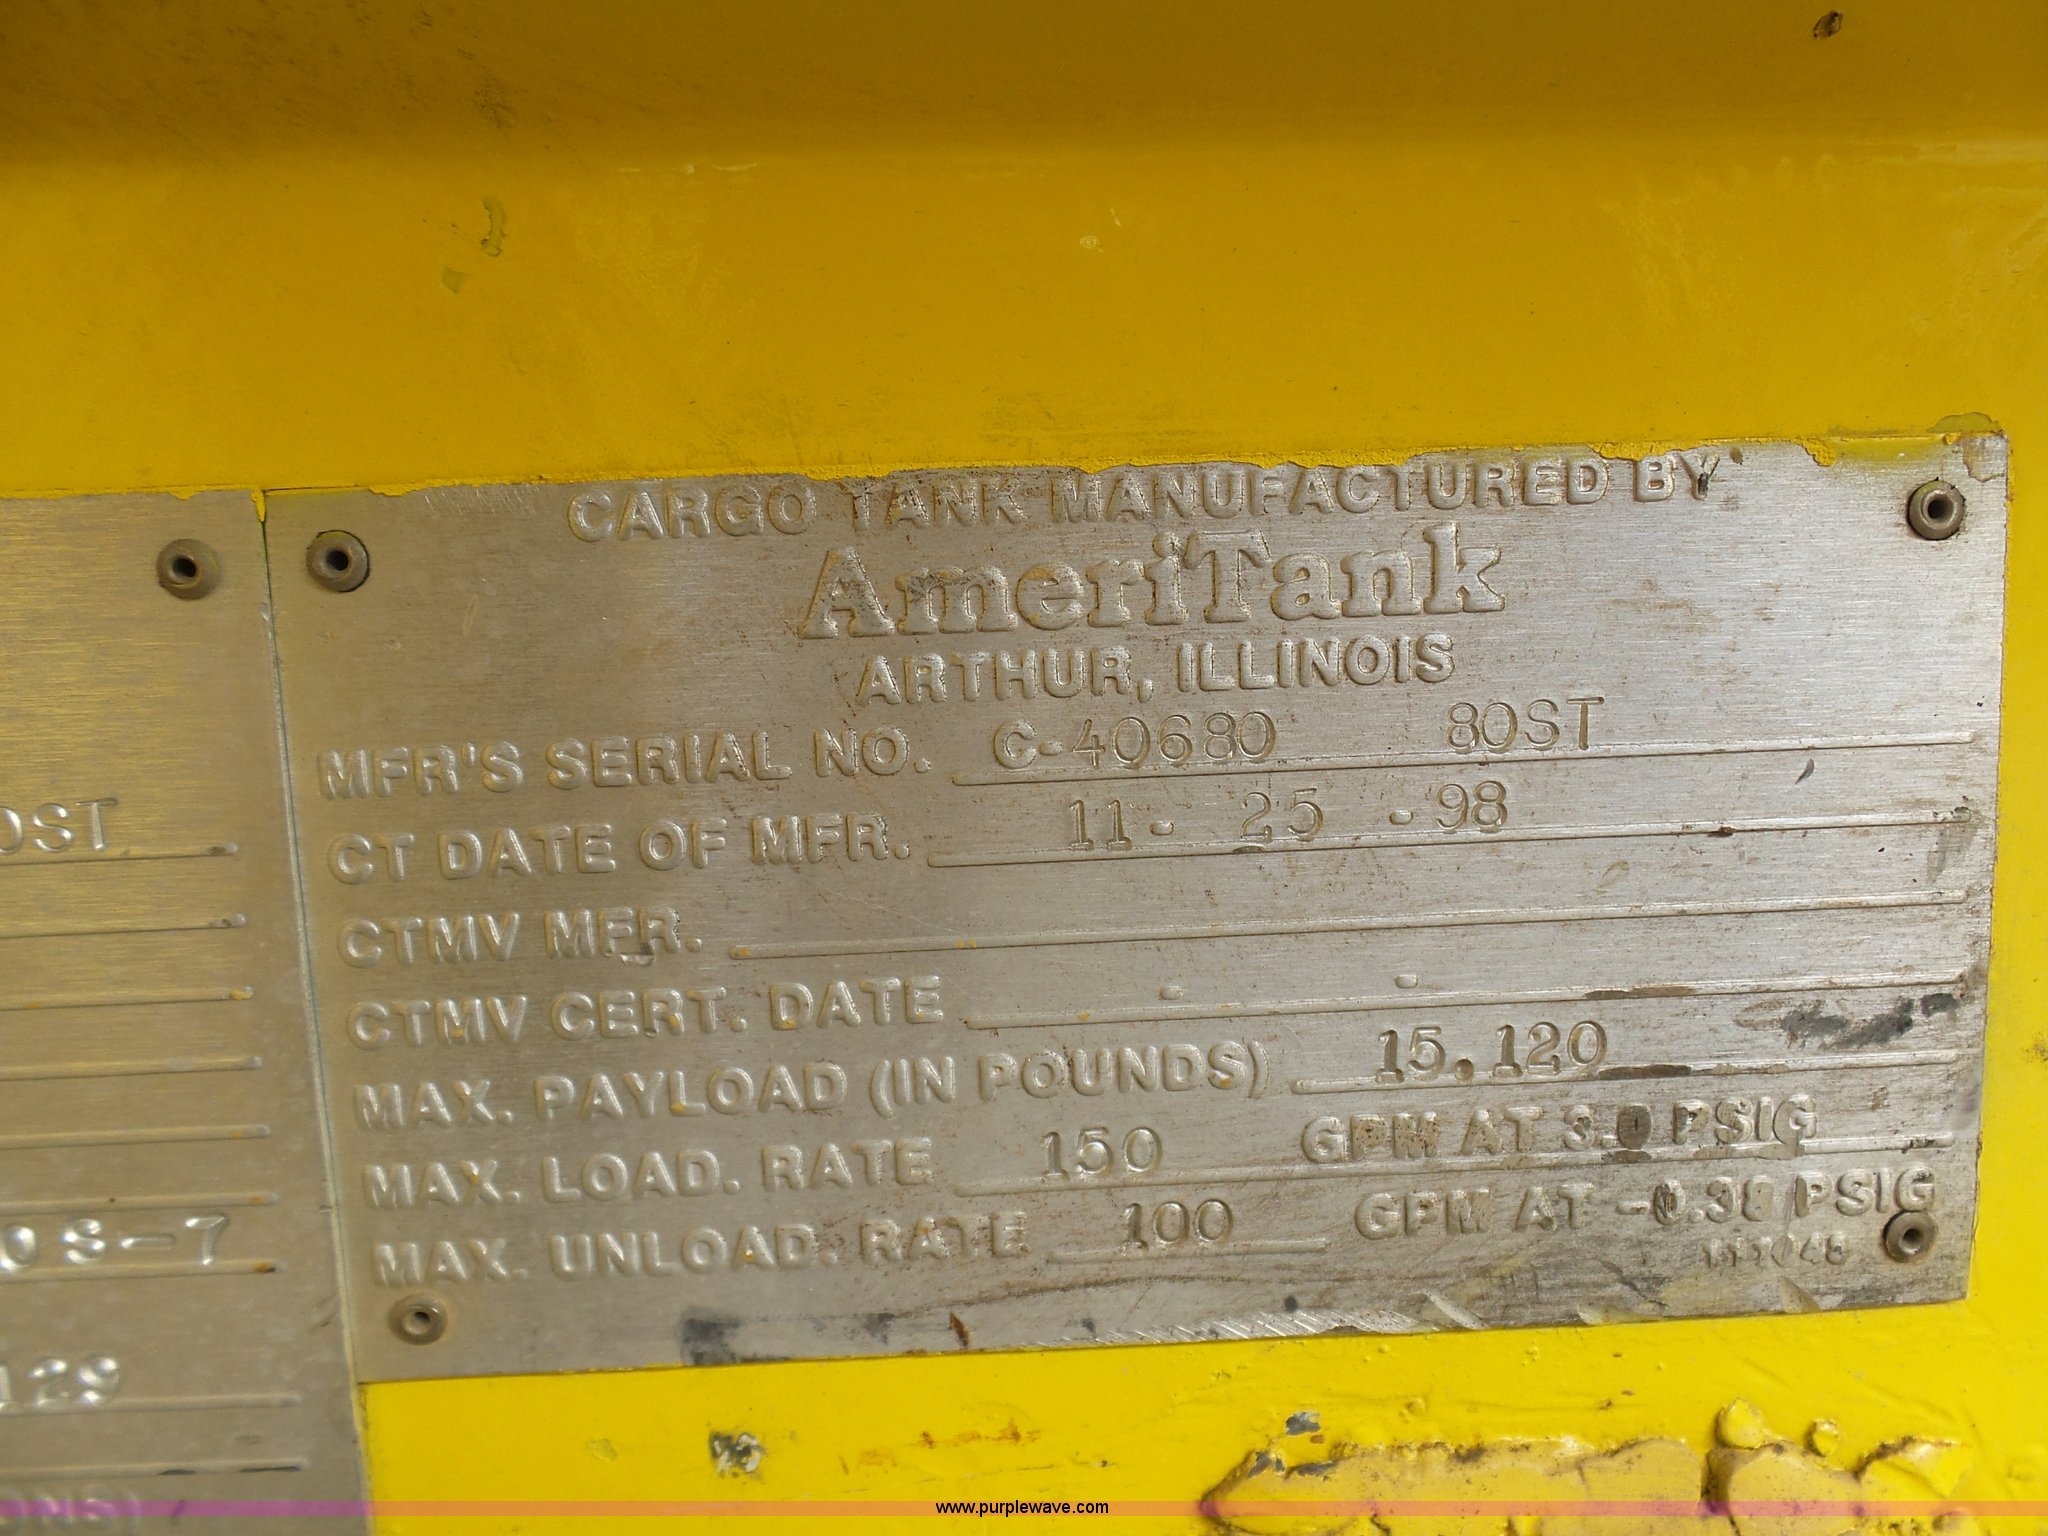 CARGO TANK MANUFACTURED BY
AmeriTank
ARTHUR, ILLINOIS
MFR'S SERIAL NO. C-40680 80ST
CT DATE OF MFR. 11- 25 -98
CTMV MFR.
CTMV CERT. DATE - -
MAX. PAYLOAD (IN POUNDS) 15,120
MAX. LOAD. RATE 150 GPM AT 3.0 PSIG
MAX. UNLOAD. RATE 100 GPM AT -0.38 PSIG
0ST
0S-7
129
ONS)
www.purplewave.com